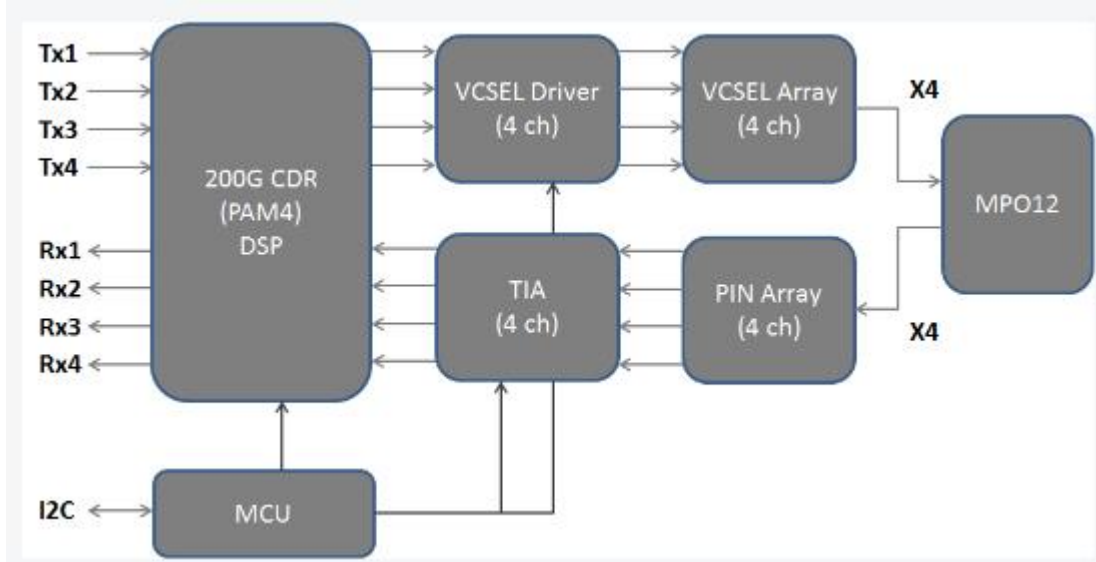 Tx1
Tx2
Tx3
Tx4
Rx1
Rx2
Rx3
Rx4
I2C
200G CDR
(PAM4)
DSP
MCU
VCSEL Driver
(4 ch)
TIA
(4 ch)
VCSEL Array
(4 ch)
PIN Array
(4 ch)
X4
X4
MPO12